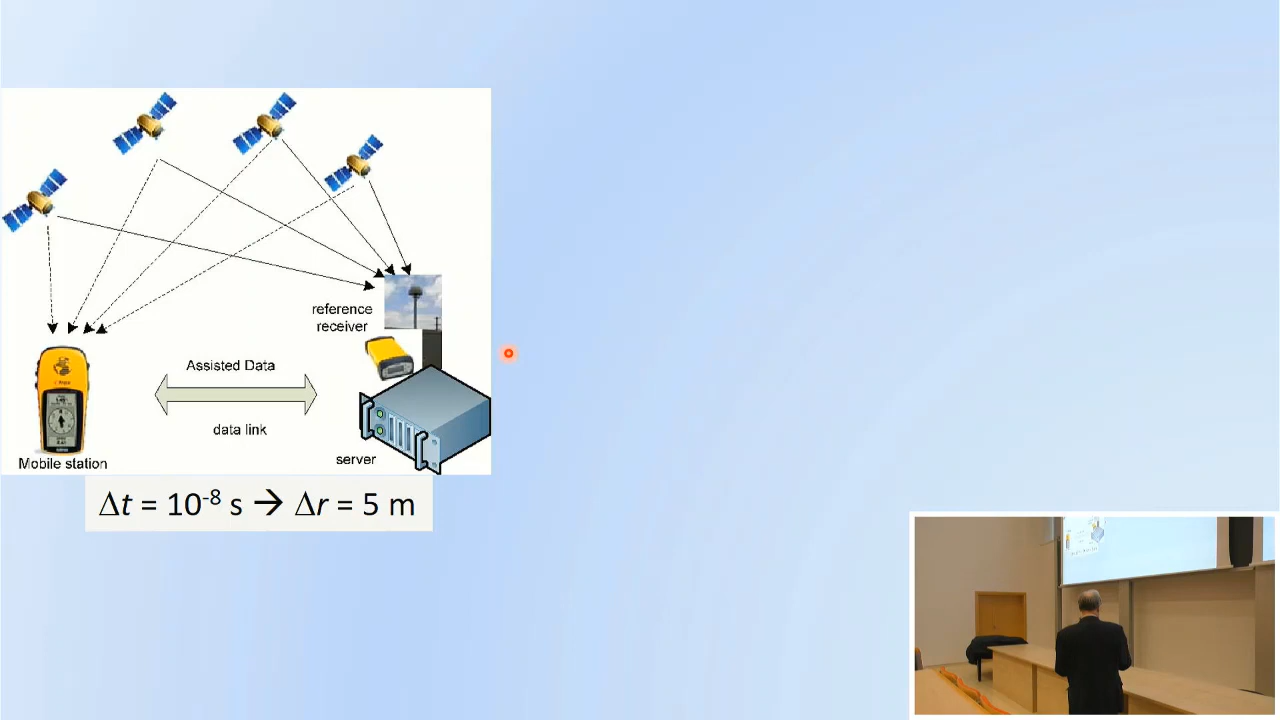 reference
receiver
Assisted Data
data link
server
Mobile station
Δt = 10⁻⁸ s → Δr = 5 m